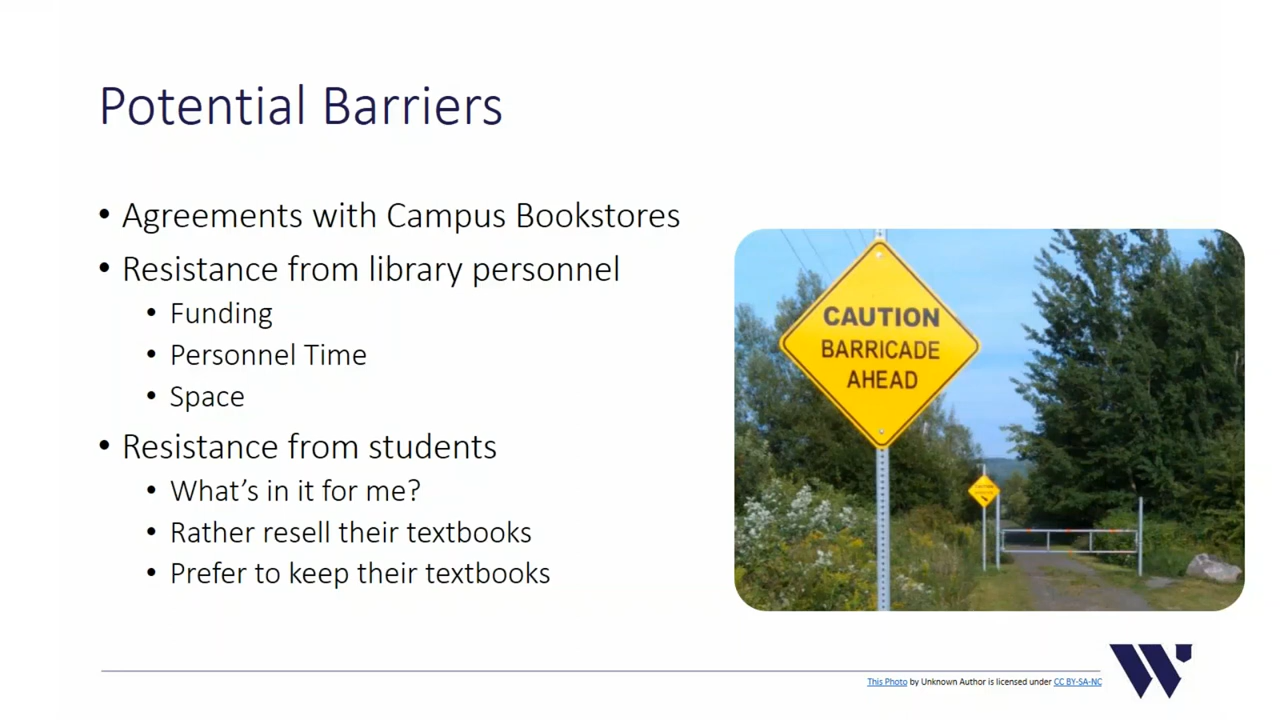 Potential Barriers
• Agreements with Campus Bookstores
• Resistance from library personnel
• Funding
• Personnel Time
• Space
• Resistance from students
• What's in it for me?
• Rather resell their textbooks
• Prefer to keep their textbooks
CAUTION
BARRICADE
AHEAD
CAUTION
This Photo by Unknown Author is licensed under CC BY-SA-NC